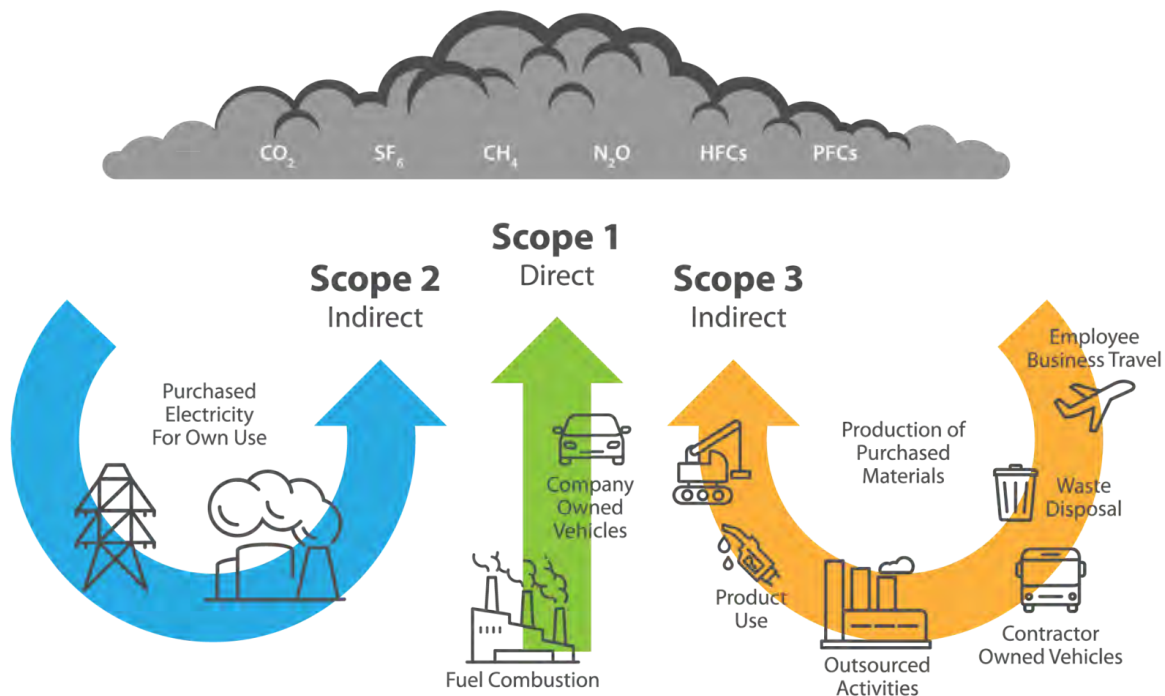 CO₂ SF₆ CH₄ N₂O HFCs PFCs
Scope 1
Direct
Scope 2
Indirect
Scope 3
Indirect
Purchased
Electricity
For Own Use
Company
Owned
Vehicles
Fuel Combustion
Employee
Business Travel
Production of
Purchased
Materials
Waste
Disposal
Product
Use
Contractor
Owned Vehicles
Outsourced
Activities